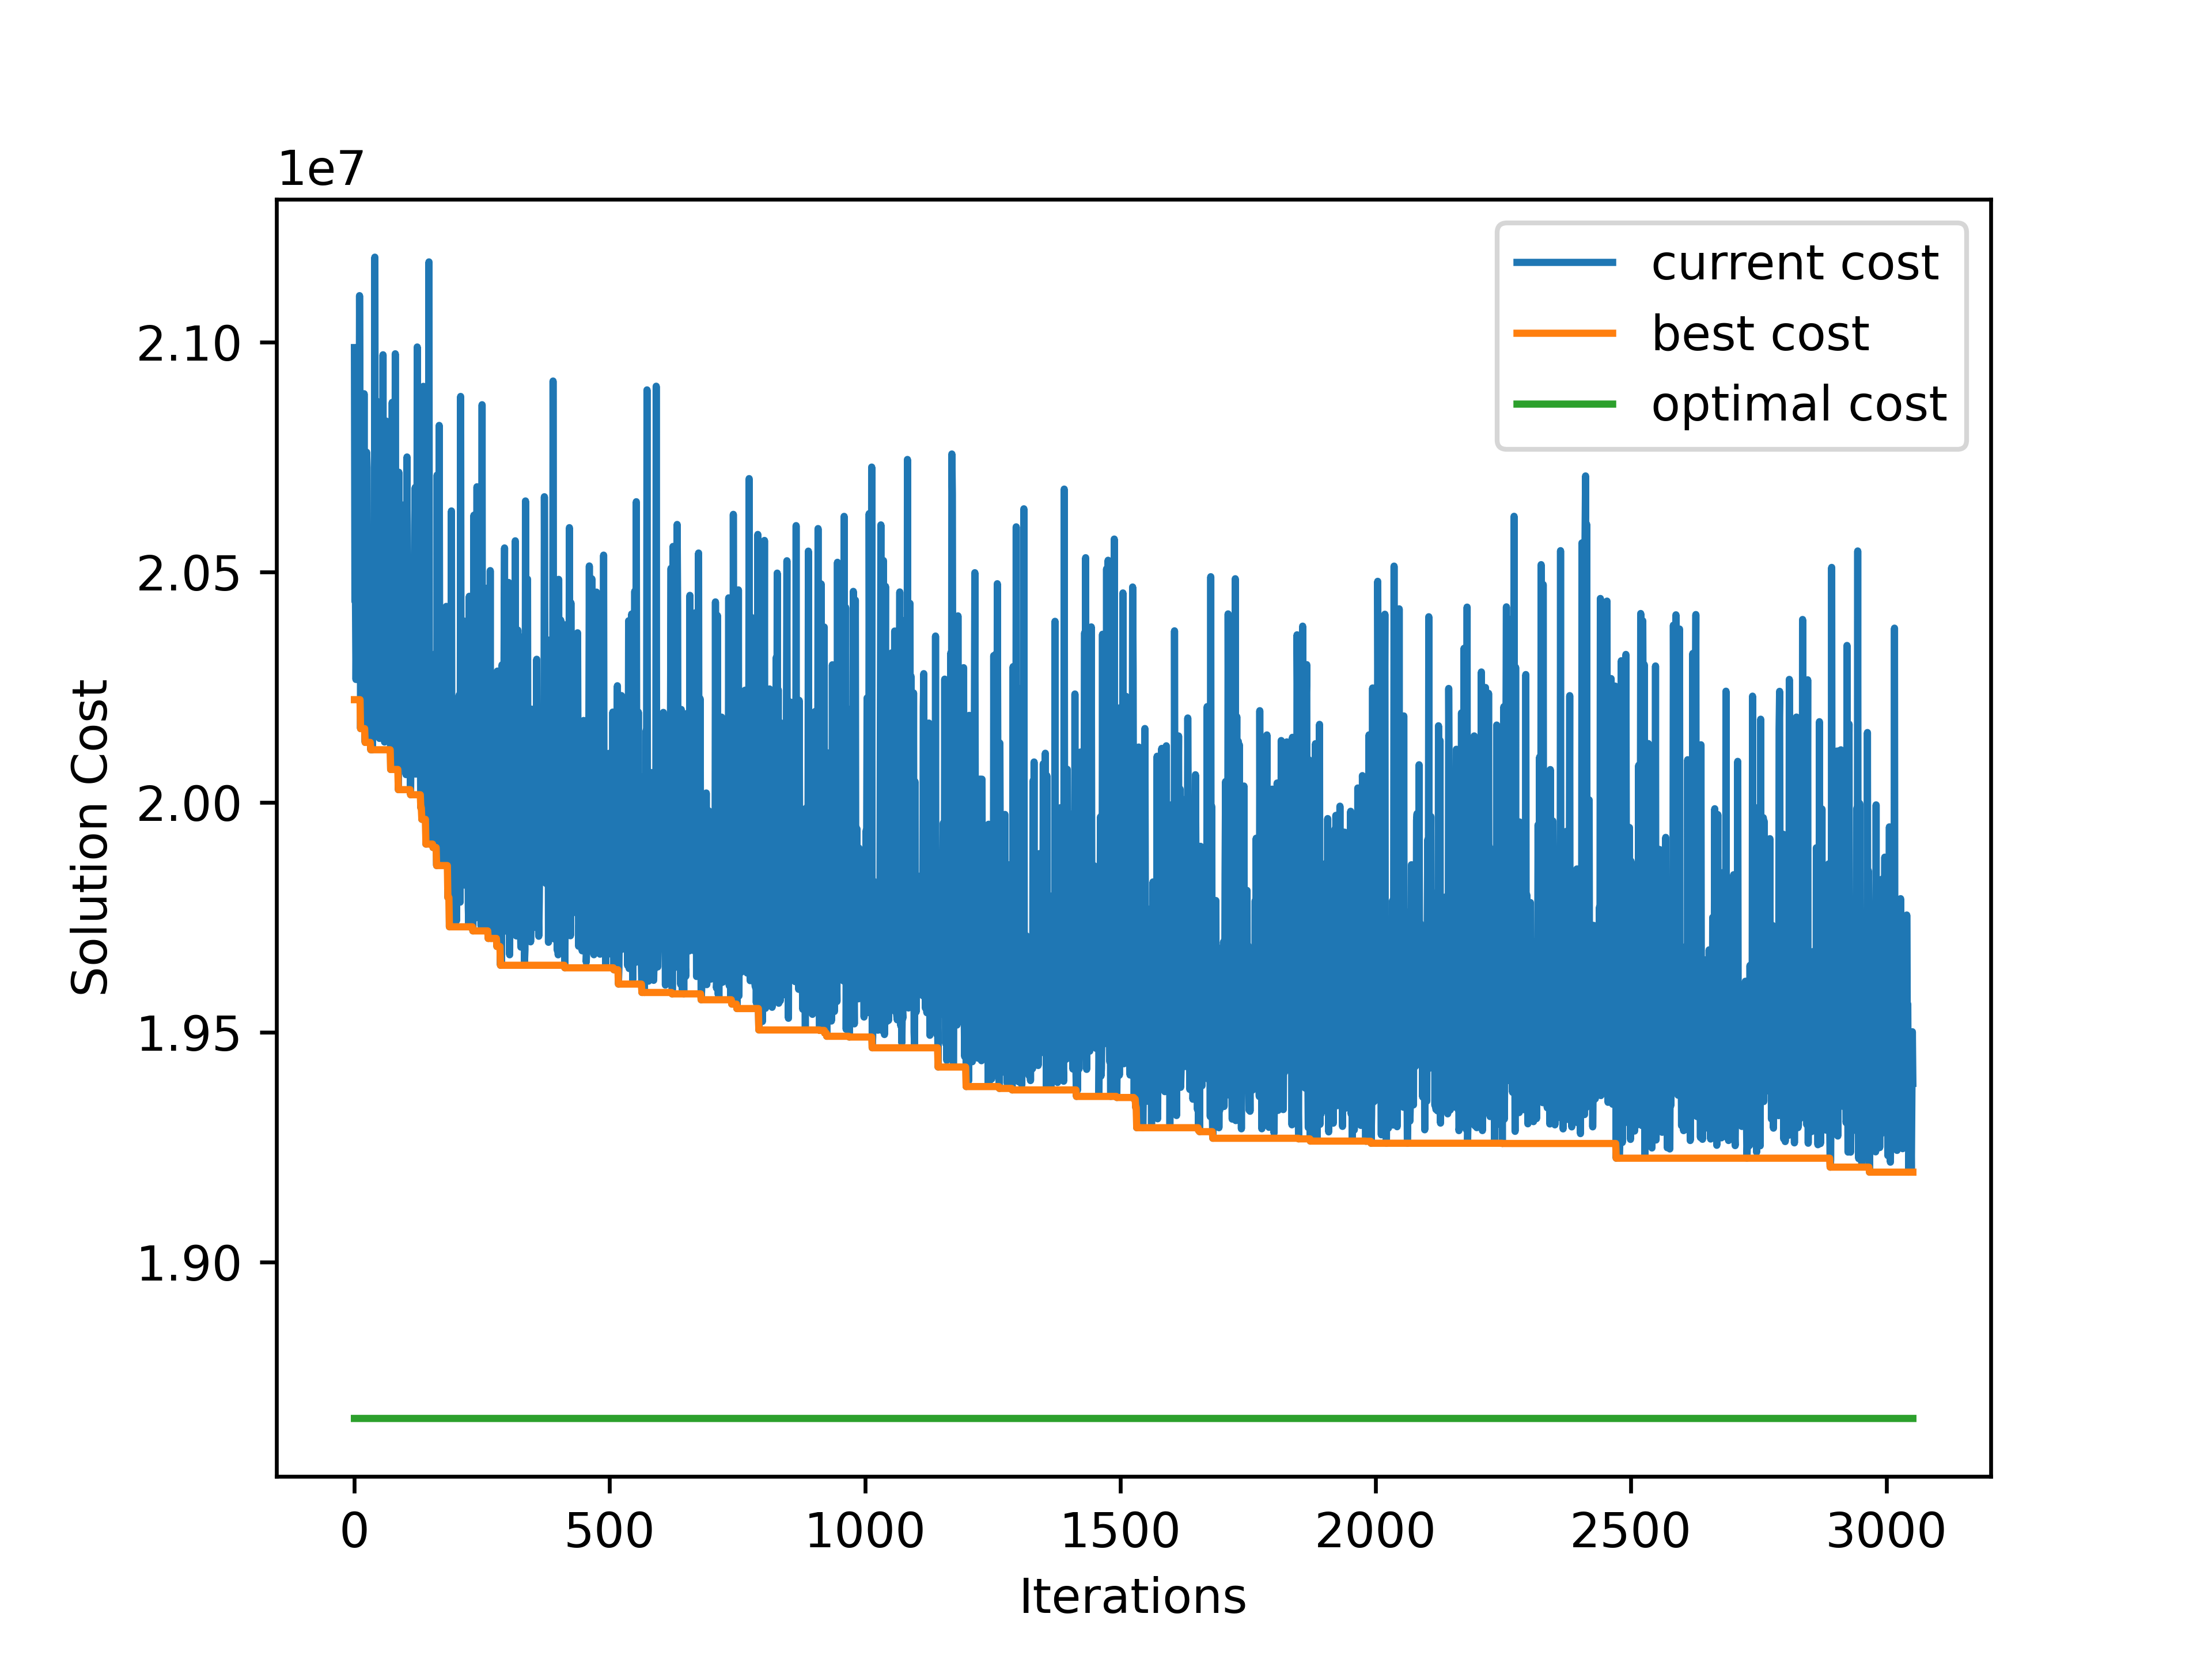 1e7
current cost
best cost
optimal cost
2.10
2.05
2.00
1.95
1.90
Solution Cost
0 500 1000 1500 2000 2500 3000
Iterations